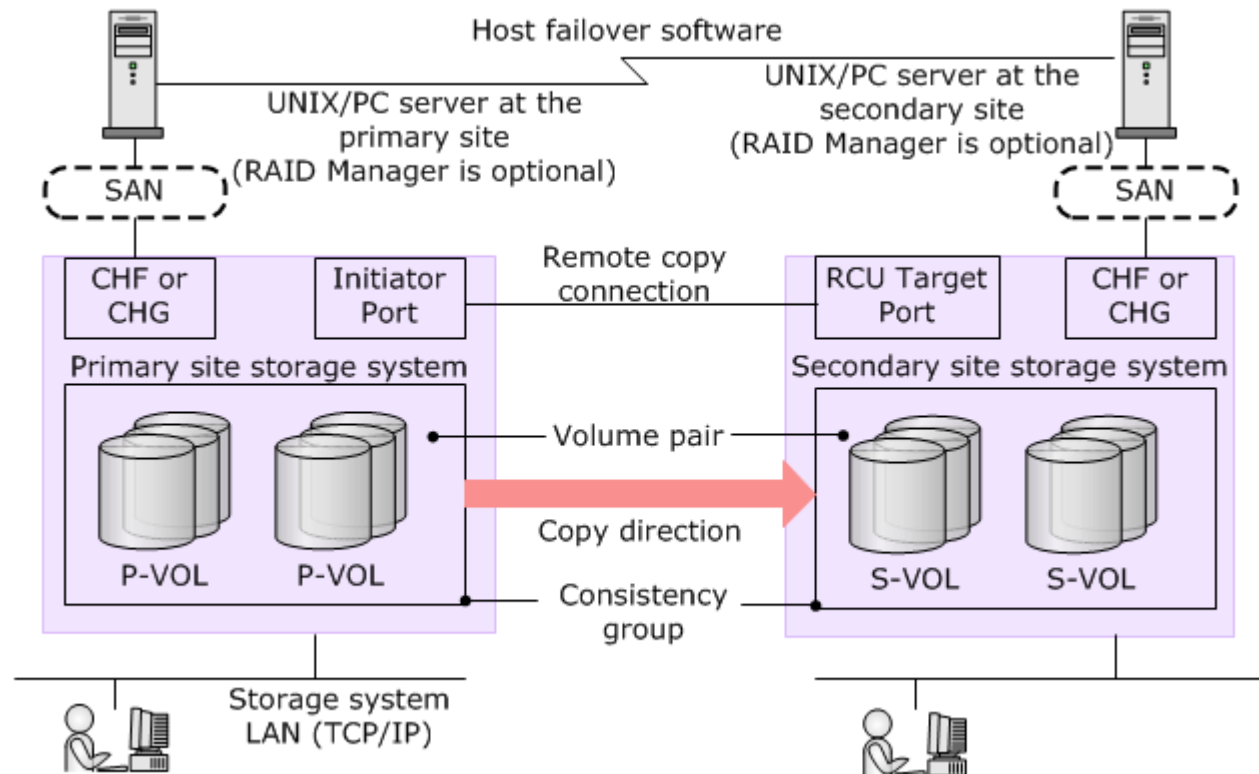 Host failover software
UNIX/PC server at the
primary site
(RAID Manager is optional)
UNIX/PC server at the
secondary site
(RAID Manager is optional)
SAN
SAN
CHF or
CHG
Initiator
Port
Remote copy
connection
RCU Target
Port
CHF or
CHG
Primary site storage system
Secondary site storage system
Volume pair
Copy direction
P-VOL
P-VOL
S-VOL
S-VOL
Consistency
group
Storage system
LAN (TCP/IP)